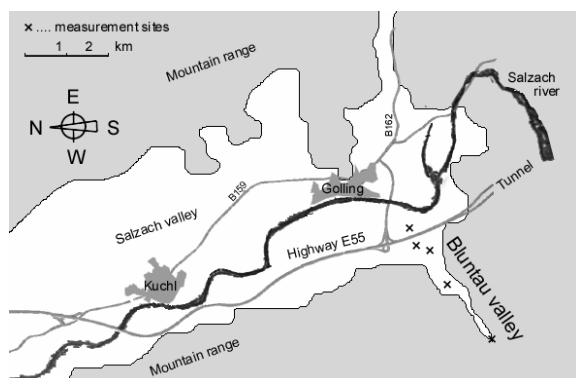 × .... measurement sites
1 2 km
Mountain range
Salzach
river
E
N S
W
B162
B159
Golling
Tunnel
Salzach valley
Highway E55
Bluntau valley
Kuchl
Mountain range